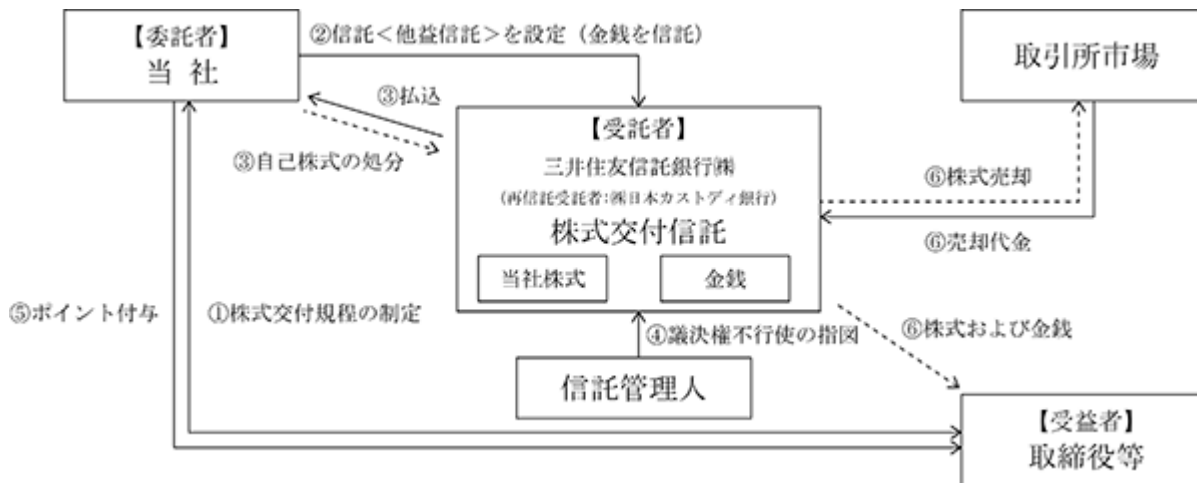 【委託者】
当 社
②信託＜他益信託＞を設定（金銭を信託）
取引所市場
③払込
③自己株式の処分
【受託者】
三井住友信託銀行㈱
(再信託受託者：㈱日本カストディ銀行)
株式交付信託
当社株式
金銭
⑥株式売却
⑥売却代金
⑤ポイント付与
①株式交付規程の制定
④議決権不行使の指図
⑥株式および金銭
信託管理人
【受益者】
取締役等